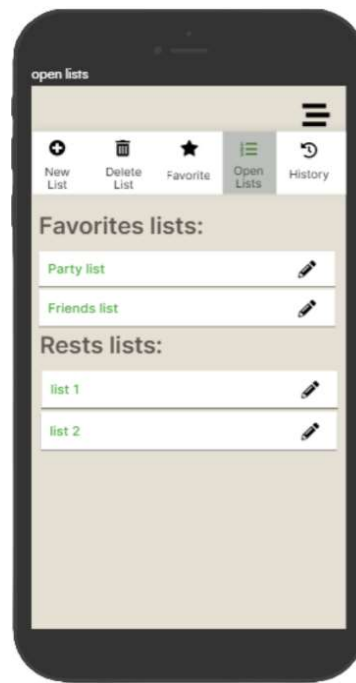 open lists
New List
Delete List
Favorite
Open Lists
History
Favorites lists:
Party list
Friends list
Rests lists:
list 1
list 2